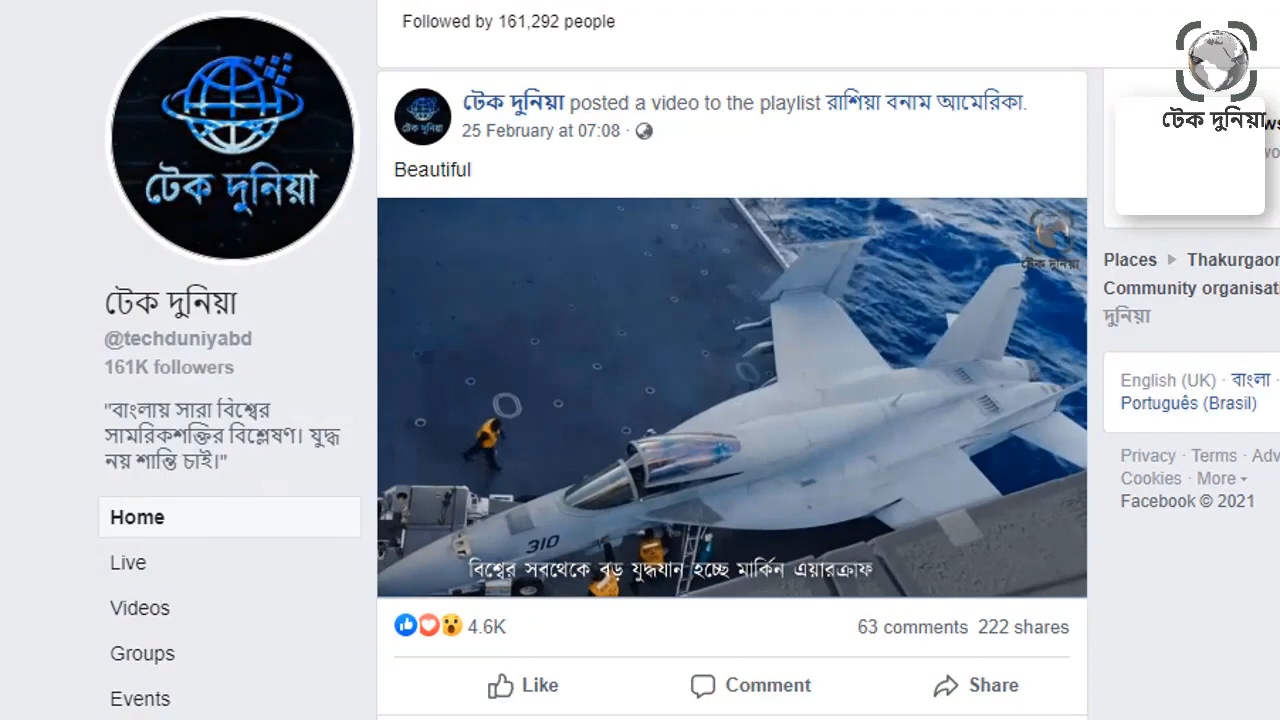 Followed by 161,292 people
টেক দুনিয়া
টেক দুনিয়া posted a video to the playlist রাশিয়া বনাম আমেরিকা.
25 February at 07:08 ·
টেক দুনিয়া
Beautiful
টেক দুনিয়া
310
বিশ্বের সবথেকে বড় যুদ্ধযান হচ্ছে মার্কিন এয়ারক্রাফ
4.6K
63 comments 222 shares
Like Comment Share
টেক দুনিয়া
টেক দুনিয়া
@techduniyabd
161K followers
"বাংলায় সারা বিশ্বের
সামরিকশক্তির বিশ্লেষণ। যুদ্ধ
নয় শান্তি চাই।"
Home
Live
Videos
Groups
Events
Places Thakurgaon
Community organisati
দুনিয়া
English (UK) · বাংলা ·
Português (Brasil)
Privacy · Terms · Adv
Cookies · More
Facebook © 2021